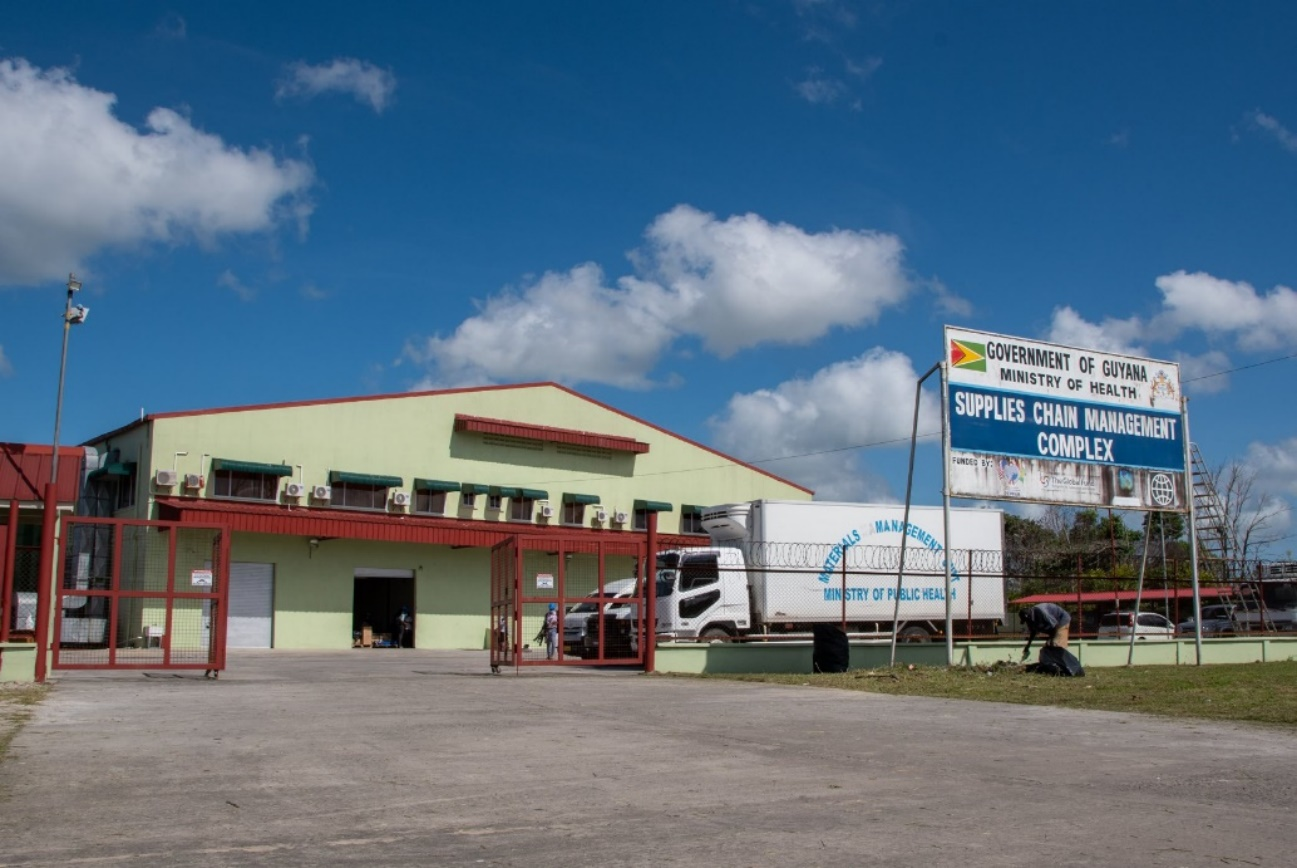 GOVERNMENT OF GUYANA
MINISTRY OF HEALTH
SUPPLIES CHAIN MANAGEMENT
COMPLEX
FUNDED BY:
The Global Fund
MATERIALS MANAGEMENT
MINISTRY OF PUBLIC HEALTH